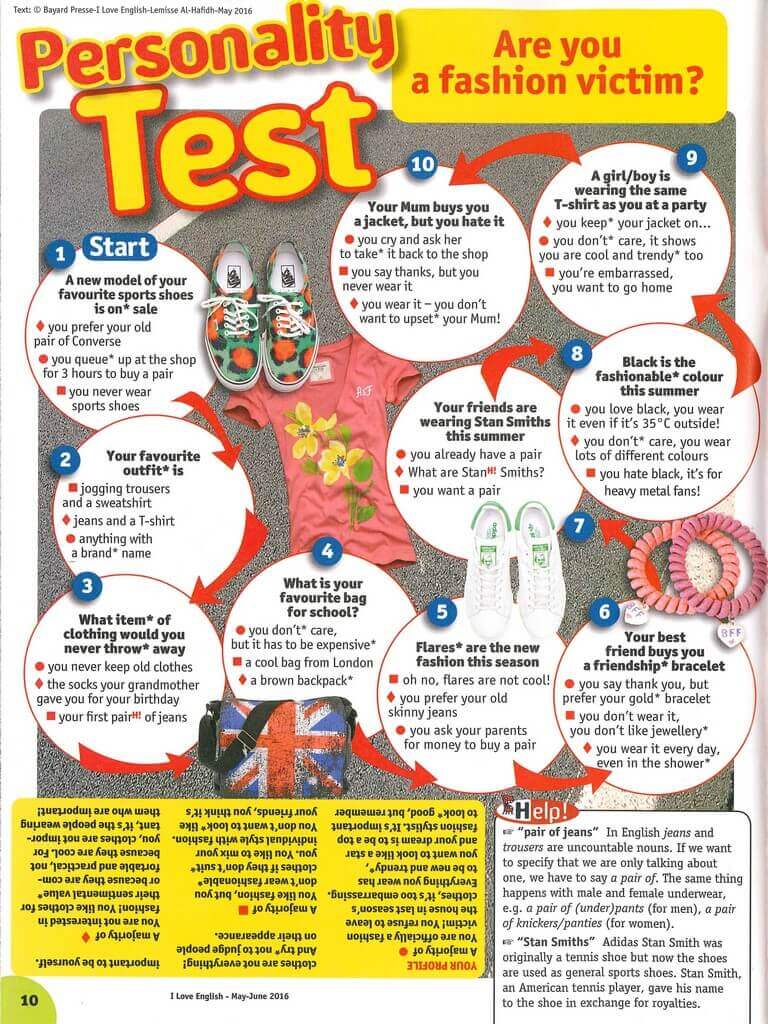 Text: © Bayard Presse-I Love English-Lemisse Al-Hafidh-May 2016
Personality
Test
Are you
a fashion victim?
1
Start
A new model of your
favourite sports shoes
is on* sale
♦ you prefer your old
pair of Converse
● you queue* up at the shop
for 3 hours to buy a pair
■ you never wear
sports shoes
2
Your favourite
outfit* is
■ jogging trousers
and a sweatshirt
♦ jeans and a T-shirt
● anything with
a brand* name
3
What item* of
clothing would you
never throw* away
● you never keep old clothes
♦ the socks your grandmother
gave you for your birthday
■ your first pairH! of jeans
4
What is your
favourite bag
for school?
● you don't* care,
but it has to be expensive*
■ a cool bag from London
♦ a brown backpack*
5
Flares* are the new
fashion this season
■ oh no, flares are not cool!
♦ you prefer your old
skinny jeans
● you ask your parents
for money to buy a pair
6
Your best
friend buys you
a friendship* bracelet
● you say thank you, but
prefer your gold* bracelet
■ you don't wear it,
you don't like jewellery*
♦ you wear it every day,
even in the shower*
7
Your friends are
wearing Stan Smiths
this summer
● you already have a pair
♦ What are StanH! Smiths?
■ you want a pair
8
Black is the
fashionable* colour
this summer
● you love black, you wear
it even if it's 35°C outside!
♦ you don't* care, you wear
lots of different colours
■ you hate black, it's for
heavy metal fans!
9
A girl/boy is
wearing the same
T-shirt as you at a party
♦ you keep* your jacket on...
● you don't* care, it shows
you are cool and trendy* too
■ you're embarrassed,
you want to go home
10
Your Mum buys you
a jacket, but you hate it
● you cry and ask her
to take* it back to the shop
■ you say thanks, but you
never wear it
♦ you wear it – you don't
want to upset* your Mum!
VANS
VANS
A&F
adidas
BFF
BFF
YOUR PROFILE
A majority of ●
You are officially a fashion
victim! You refuse to leave
the house in last season's
clothes, it's too embarrassing.
Everything you wear has
to be new and trendy*,
you want to look like a star
and your dream is to be a top
fashion stylist. It's important
to look* good, but remember
clothes are not everything!
And try* not to judge people
on their appearance.
A majority of ■
You like fashion, but you
don't wear fashionable*
clothes if they don't suit*
you. You like to mix your
individual style with fashion.
You don't want to look* like
your friends, you think it's
important to be yourself.
A majority of ♦
You are not interested in
fashion! You like clothes for
their sentimental value*
or because they are com-
fortable and practical, not
because they are cool. For
you, clothes are not impor-
tant, it's the people wearing
them who are important!
Help!
☞ "pair of jeans" In English jeans and
trousers are uncountable nouns. If we want
to specify that we are only talking about
one, we have to say a pair of. The same thing
happens with male and female underwear,
e.g. a pair of (under)pants (for men), a pair
of knickers/panties (for women).
☞ "Stan Smiths" Adidas Stan Smith was
originally a tennis shoe but now the shoes
are used as general sports shoes. Stan Smith,
an American tennis player, gave his name
to the shoe in exchange for royalties.
10
I Love English - May-June 2016